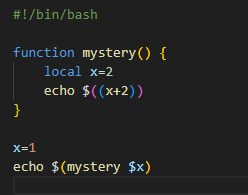 #!/bin/bash
function mystery() {
    local x=2
    echo $((x+2))
}
x=1
echo $(mystery $x)